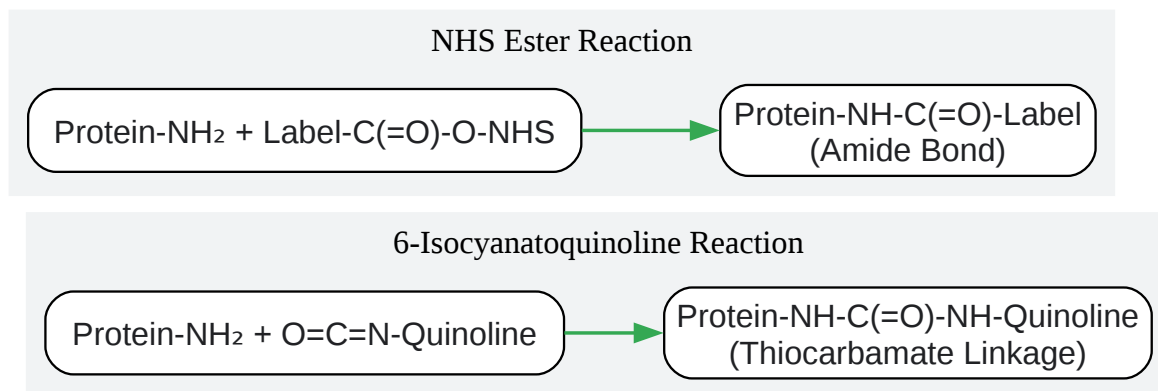 NHS Ester Reaction
Protein-NH₂ + Label-C(=O)-O-NHS
Protein-NH-C(=O)-Label
(Amide Bond)
6-Isocyanatoquinoline Reaction
Protein-NH₂ + O=C=N-Quinoline
Protein-NH-C(=O)-NH-Quinoline
(Thiocarbamate Linkage)